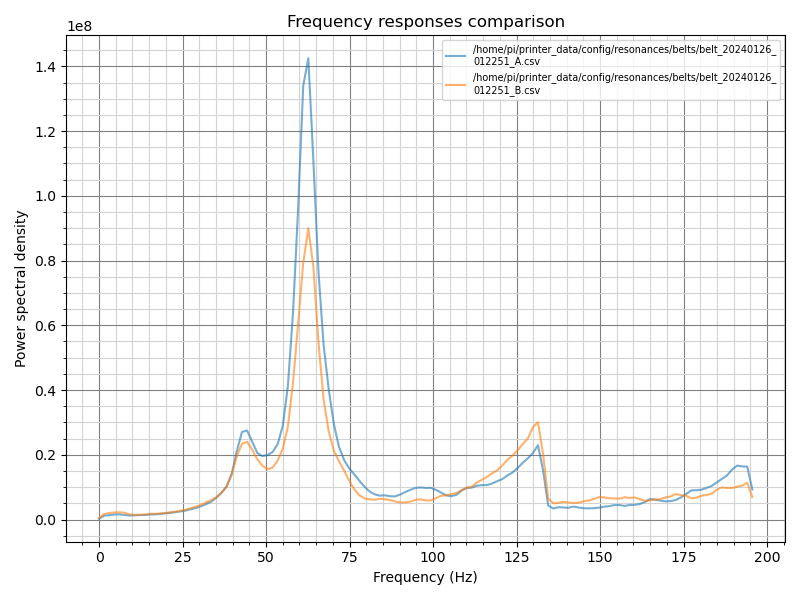 Frequency responses comparison
1e8
/home/pi/printer_data/config/resonances/belts/belt_20240126_
012251_A.csv
/home/pi/printer_data/config/resonances/belts/belt_20240126_
012251_B.csv
1.4
1.2
1.0
0.8
0.6
0.4
0.2
0.0
Power spectral density
0 25 50 75 100 125 150 175 200
Frequency (Hz)